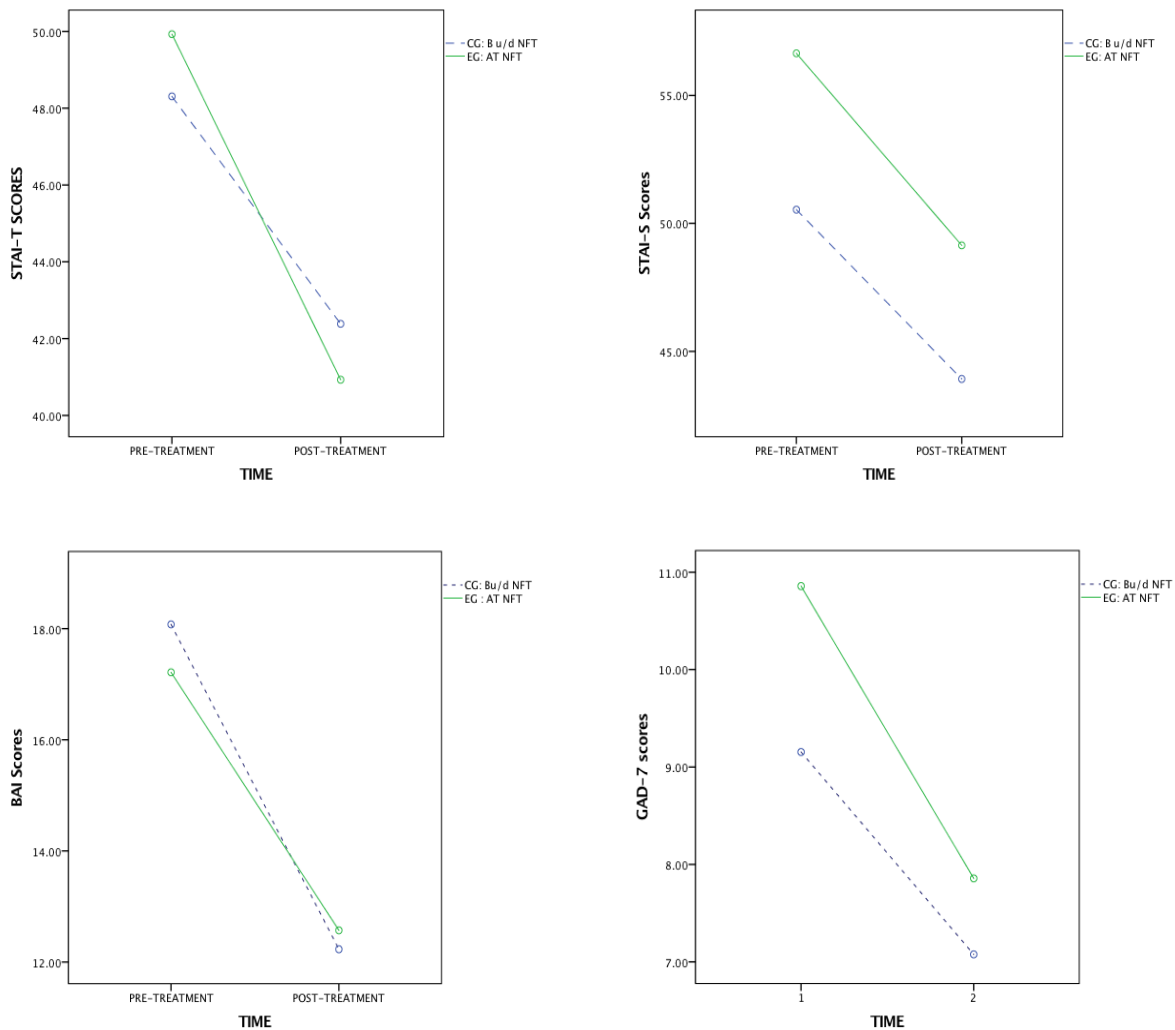 50.00
48.00
46.00
44.00
42.00
40.00
STAI-T SCORES
PRE-TREATMENT POST-TREATMENT
TIME
CG: B u/d NFT
EG: AT NFT
55.00
50.00
45.00
STAI-S Scores
PRE-TREATMENT POST-TREATMENT
TIME
CG: B u/d NFT
EG: AT NFT
18.00
16.00
14.00
12.00
BAI Scores
PRE-TREATMENT POST-TREATMENT
TIME
CG: Bu/d NFT
EG : AT NFT
11.00
10.00
9.00
8.00
7.00
GAD-7 scores
1 2
TIME
CG: Bu/d NFT
EG: AT NFT